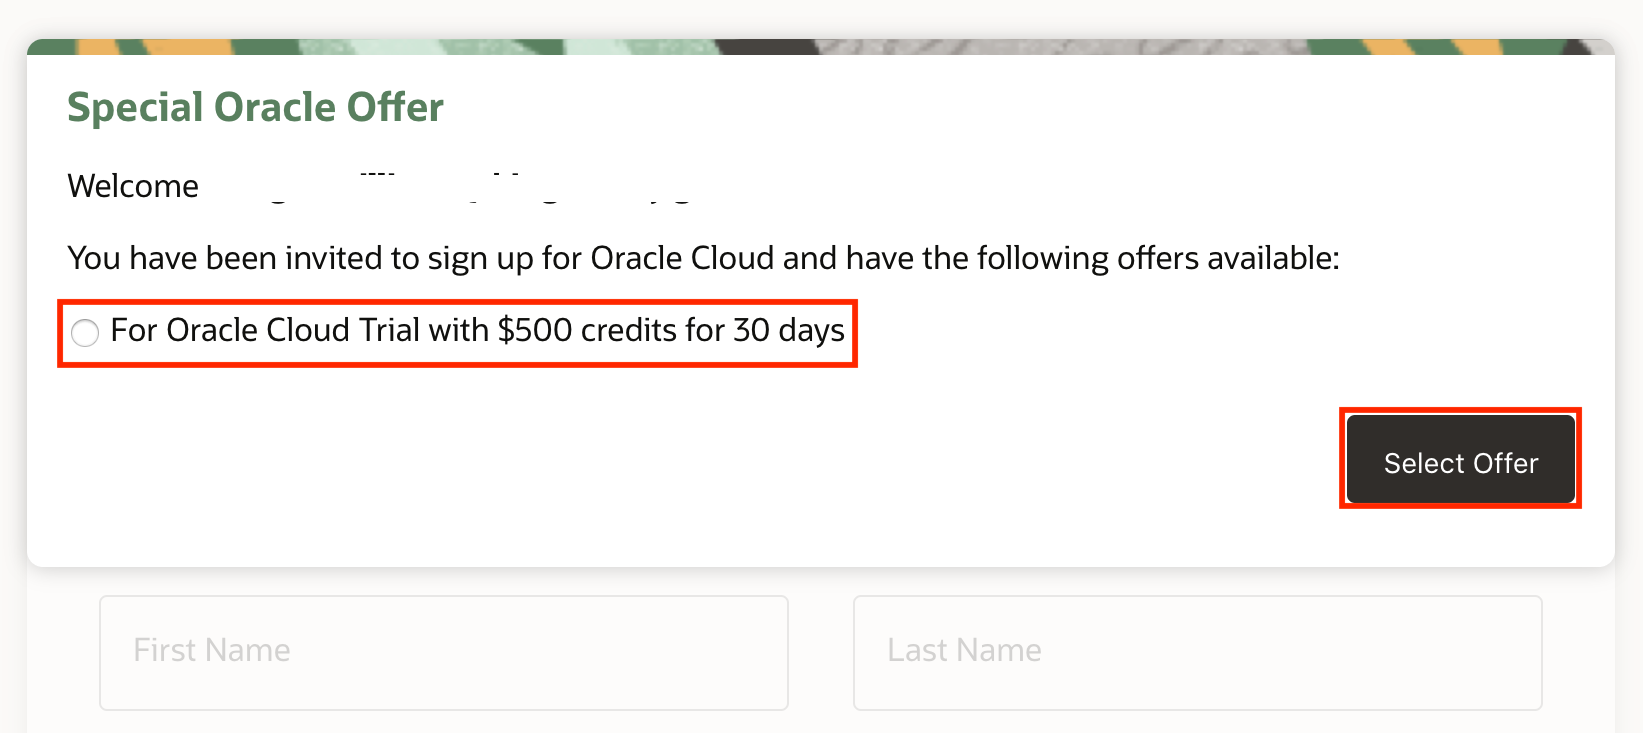 Special Oracle Offer
Welcome
You have been invited to sign up for Oracle Cloud and have the following offers available:
For Oracle Cloud Trial with $500 credits for 30 days
Select Offer
First Name
Last Name